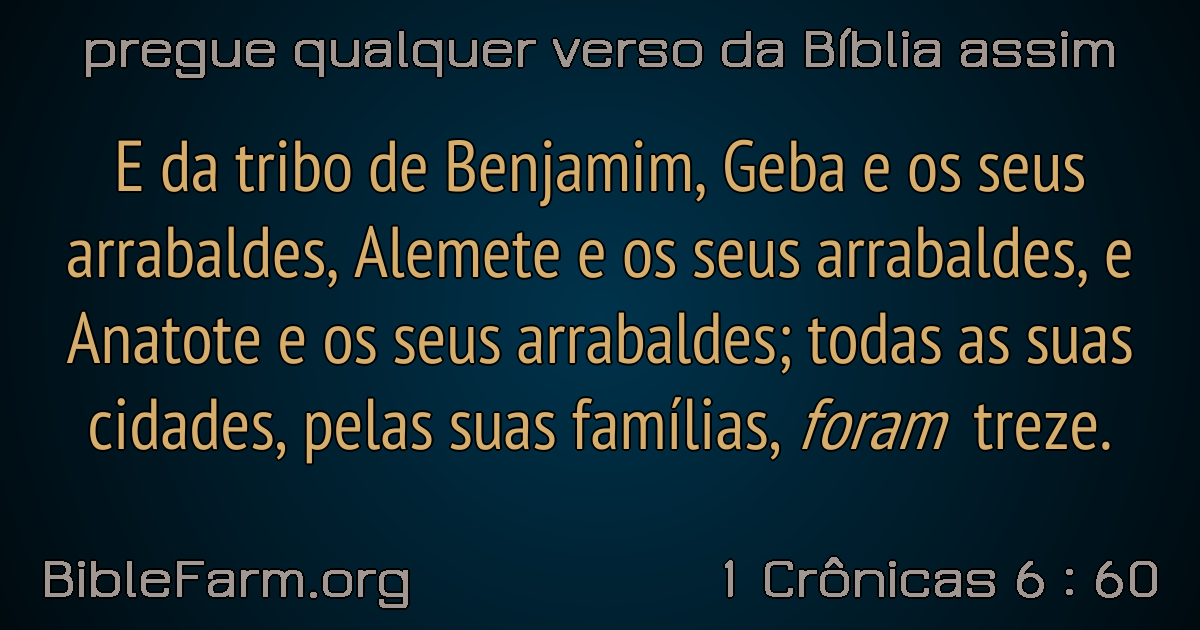 pregue qualquer verso da Bíblia assim
E da tribo de Benjamim, Geba e os seus
arrabaldes, Alemete e os seus arrabaldes, e
Anatote e os seus arrabaldes; todas as suas
cidades, pelas suas famílias, foram treze.
BibleFarm.org
1 Crônicas 6 : 60